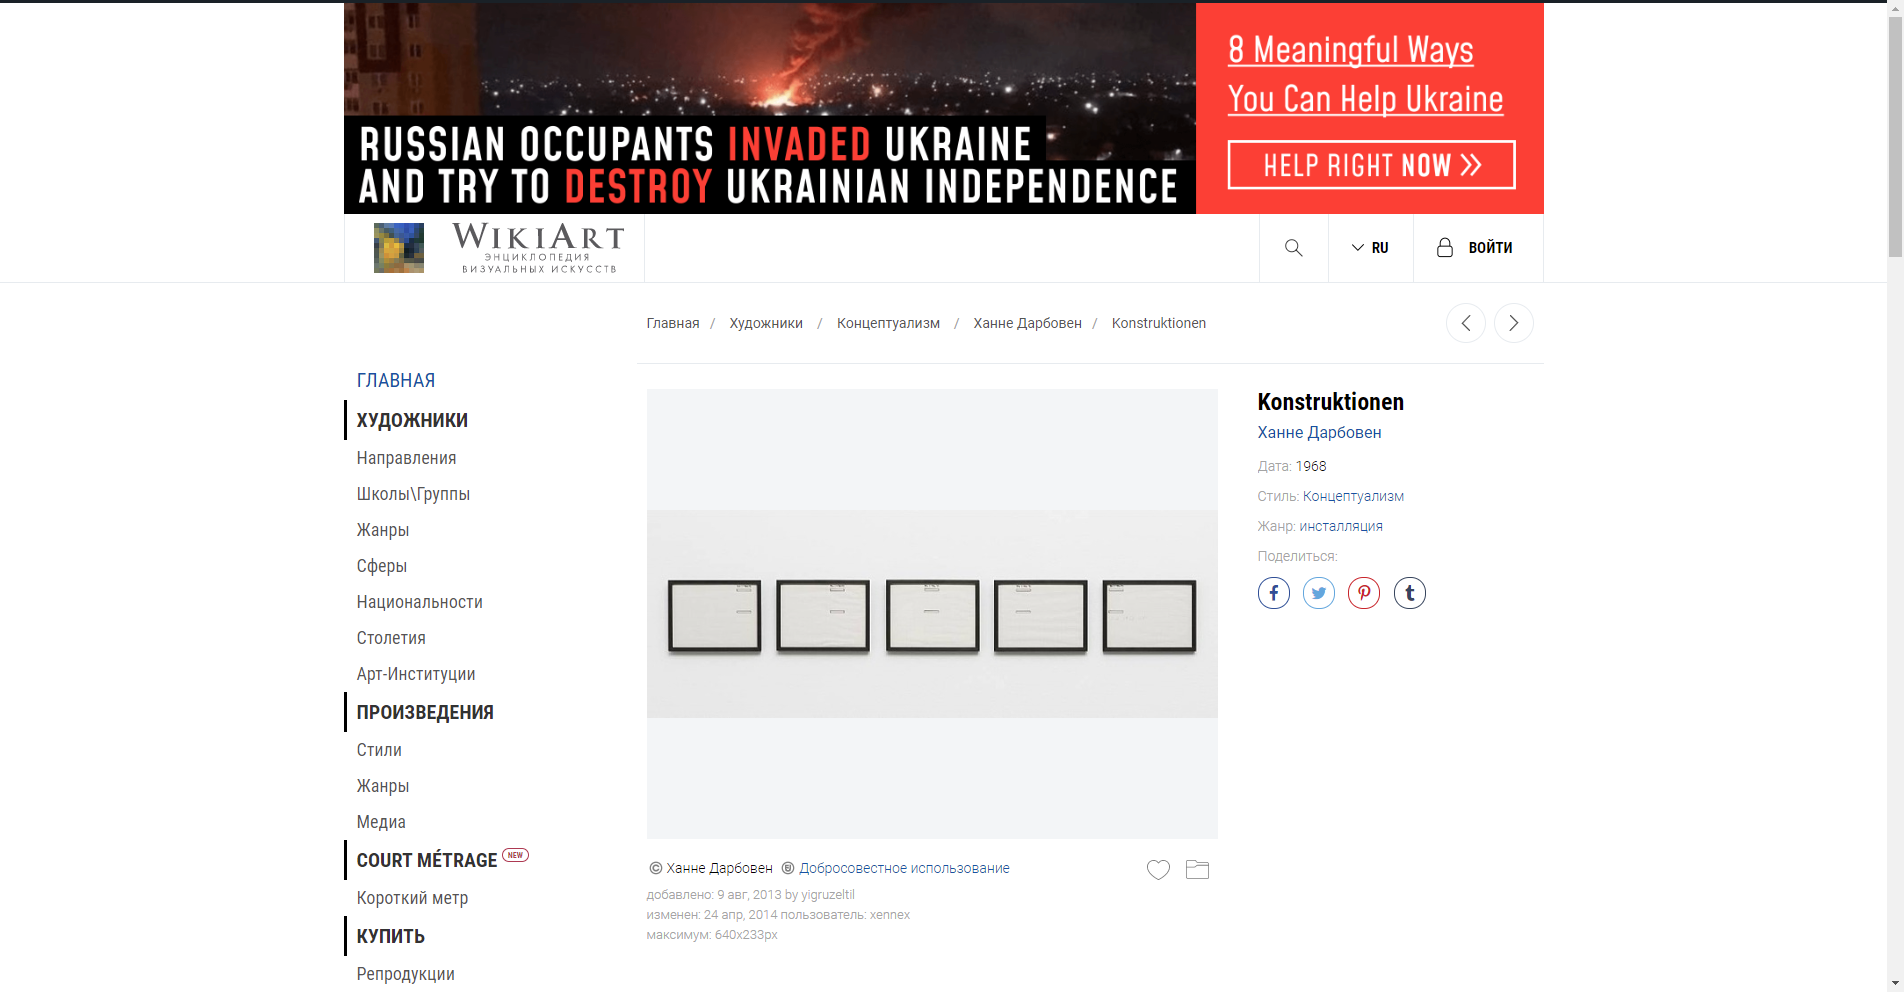 RUSSIAN OCCUPANTS INVADED UKRAINE
AND TRY TO DESTROY UKRAINIAN INDEPENDENCE
8 Meaningful Ways
You Can Help Ukraine
HELP RIGHT NOW
WIKIART
ЭНЦИКЛОПЕДИЯ
ВИЗУАЛЬНЫХ ИСКУССТВ
RU
ВОЙТИ
Главная / Художники / Концептуализм / Ханне Дарбовен / Konstruktionen
ГЛАВНАЯ
ХУДОЖНИКИ
Направления
Школы\Группы
Жанры
Сферы
Национальности
Столетия
Арт-Институции
ПРОИЗВЕДЕНИЯ
Стили
Жанры
Медиа
COURT MÉTRAGE NEW
Короткий метр
КУПИТЬ
Репродукции
Konstruktionen
Ханне Дарбовен
Дата: 1968
Стиль: Концептуализм
Жанр: инсталляция
Поделиться:
© Ханне Дарбовен Добросовестное использование
добавлено: 9 авг, 2013 by yigruzeltil
изменен: 24 апр, 2014 пользователь: xennex
максимум: 640x233px